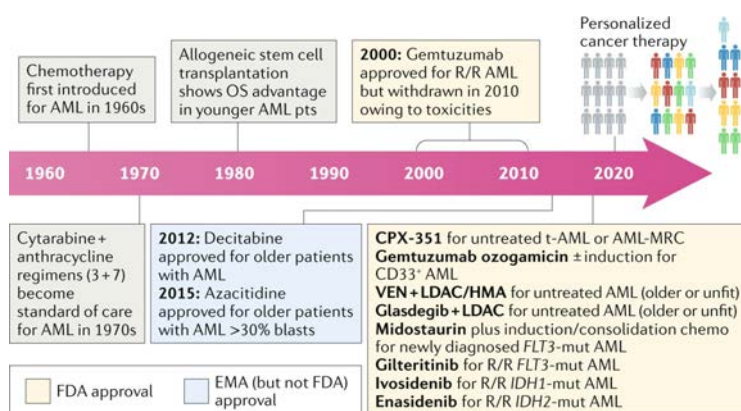 Personalized
cancer therapy
Chemotherapy
first introduced
for AML in 1960s
Allogeneic stem cell
transplantation
shows OS advantage
in younger AML pts
2000: Gemtuzumab
approved for R/R AML
but withdrawn in 2010
owing to toxicities
1960 1970 1980 1990 2000 2010 2020
Cytarabine +
anthracycline
regimens (3 + 7)
become
standard of care
for AML in 1970s
2012: Decitabine
approved for older patients
with AML
2015: Azacitidine
approved for older patients
with AML >30% blasts
CPX-351 for untreated t-AML or AML-MRC
Gemtuzumab ozogamicin ± induction for
CD33⁺ AML
VEN + LDAC/HMA for untreated AML (older or unfit)
Glasdegib + LDAC for untreated AML (older or unfit)
Midostaurin plus induction/consolidation chemo
for newly diagnosed FLT3-mut AML
Gilteritinib for R/R FLT3-mut AML
Ivosidenib for R/R IDH1-mut AML
Enasidenib for R/R IDH2-mut AML
FDA approval
EMA (but not FDA)
approval